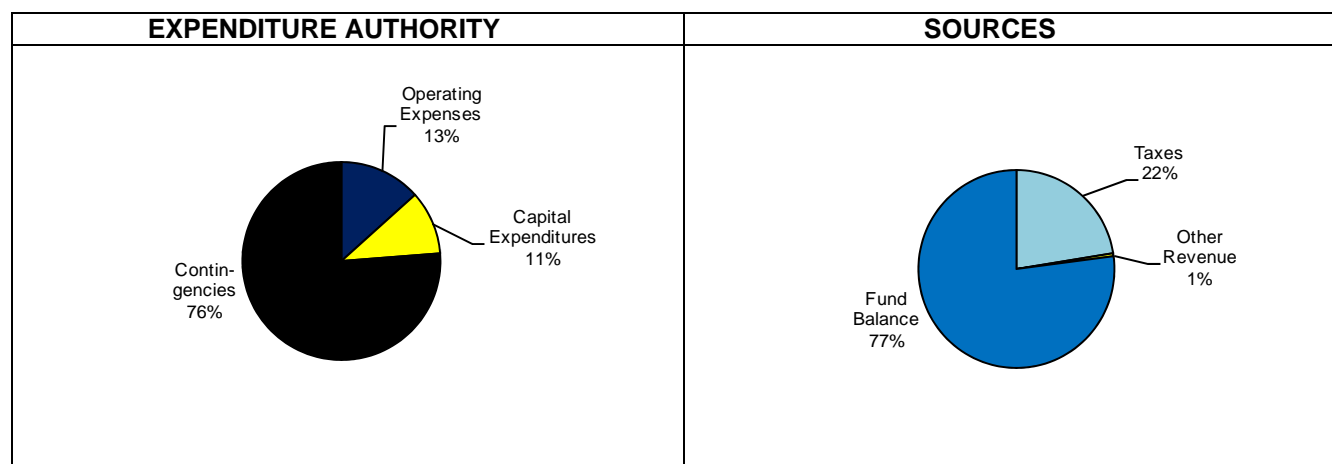 EXPENDITURE AUTHORITY
SOURCES
Operating
Expenses
13%
Capital
Expenditures
11%
Contin-
gencies
76%
Taxes
22%
Other
Revenue
1%
Fund
Balance
77%